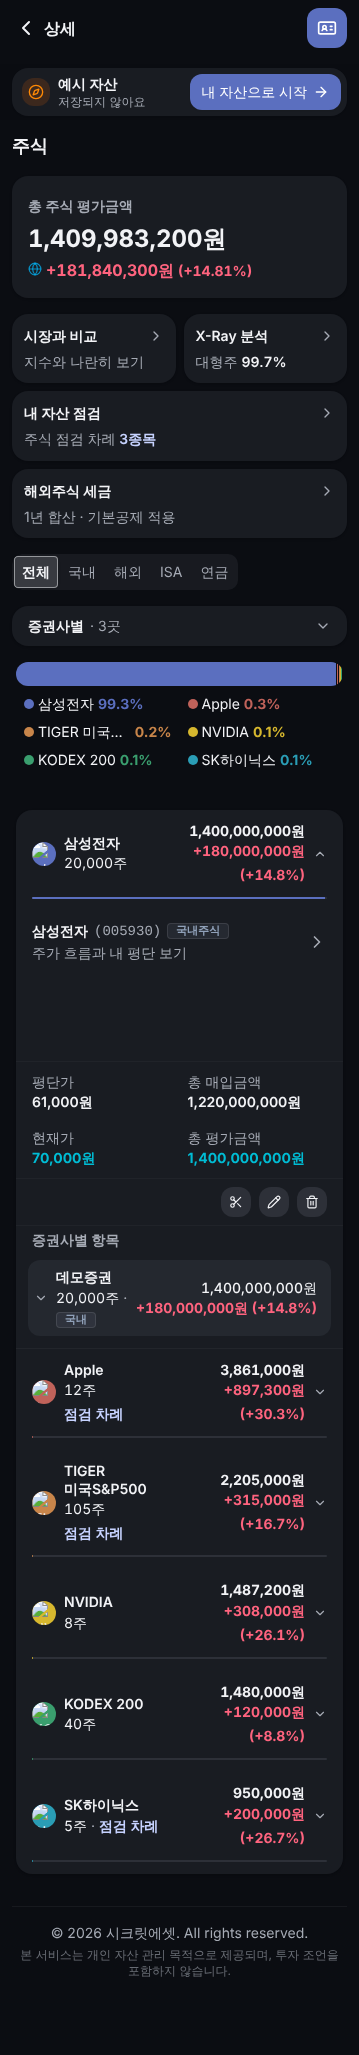 상세
예시 자산
저장되지 않아요
내 자산으로 시작
주식
총 주식 평가금액
1,409,983,200원
+181,840,300원 (+14.81%)
시장과 비교
지수와 나란히 보기
X-Ray 분석
대형주 99.7%
내 자산 점검
주식 점검 차례 3종목
해외주식 세금
1년 합산 · 기본공제 적용
전체 국내 해외 ISA 연금
증권사별 · 3곳
삼성전자 99.3% Apple 0.3%
TIGER 미국... 0.2% NVIDIA 0.1%
KODEX 200 0.1% SK하이닉스 0.1%
삼성전자
20,000주
1,400,000,000원
+180,000,000원
(+14.8%)
삼성전자 (005930) 국내주식
주가 흐름과 내 평단 보기
평단가
61,000원
총 매입금액
1,220,000,000원
현재가
70,000원
총 평가금액
1,400,000,000원
증권사별 항목
데모증권
20,000주 ·
국내
1,400,000,000원
+180,000,000원 (+14.8%)
Apple
12주
점검 차례
3,861,000원
+897,300원
(+30.3%)
TIGER
미국S&P500
105주
점검 차례
2,205,000원
+315,000원
(+16.7%)
NVIDIA
8주
1,487,200원
+308,000원
(+26.1%)
KODEX 200
40주
1,480,000원
+120,000원
(+8.8%)
SK하이닉스
5주 · 점검 차례
950,000원
+200,000원
(+26.7%)
© 2026 시크릿에셋. All rights reserved.
본 서비스는 개인 자산 관리 목적으로 제공되며, 투자 조언을
포함하지 않습니다.